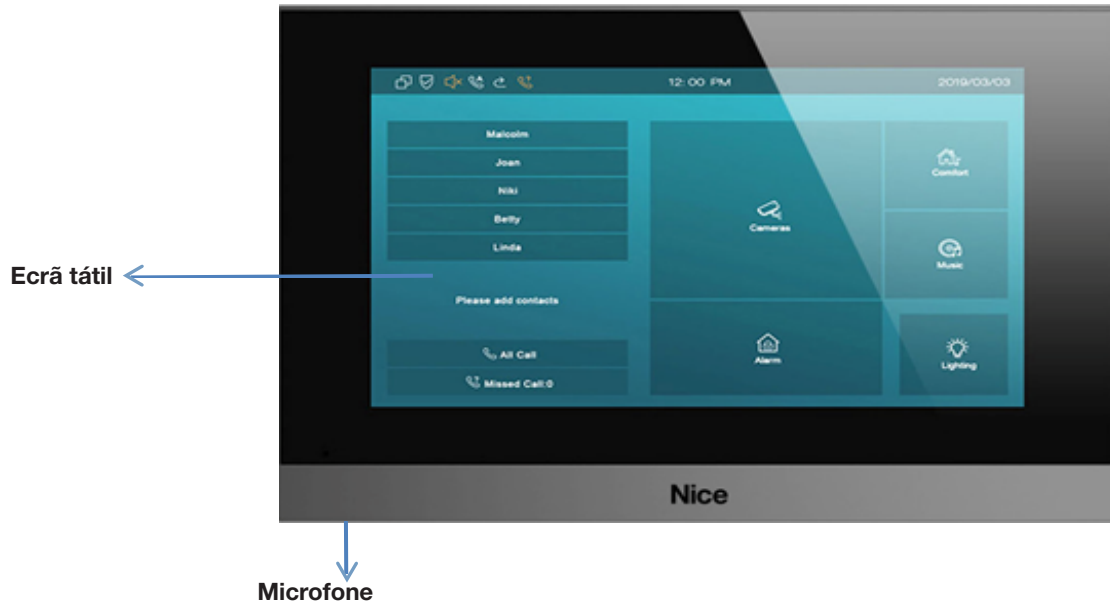 12:00 PM
2019/03/03
Malcolm
Joan
Niki
Betty
Linda
Please add contacts
All Call
Missed Call:0
Cameras
Alarm
Comfort
Music
Lighting
Ecrã tátil
Nice
Microfone